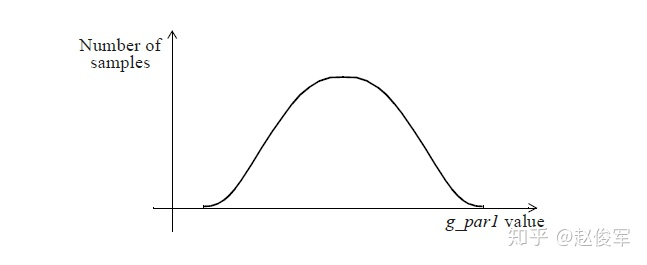 Number of
samples
g_par1 value
知乎 @赵俊军